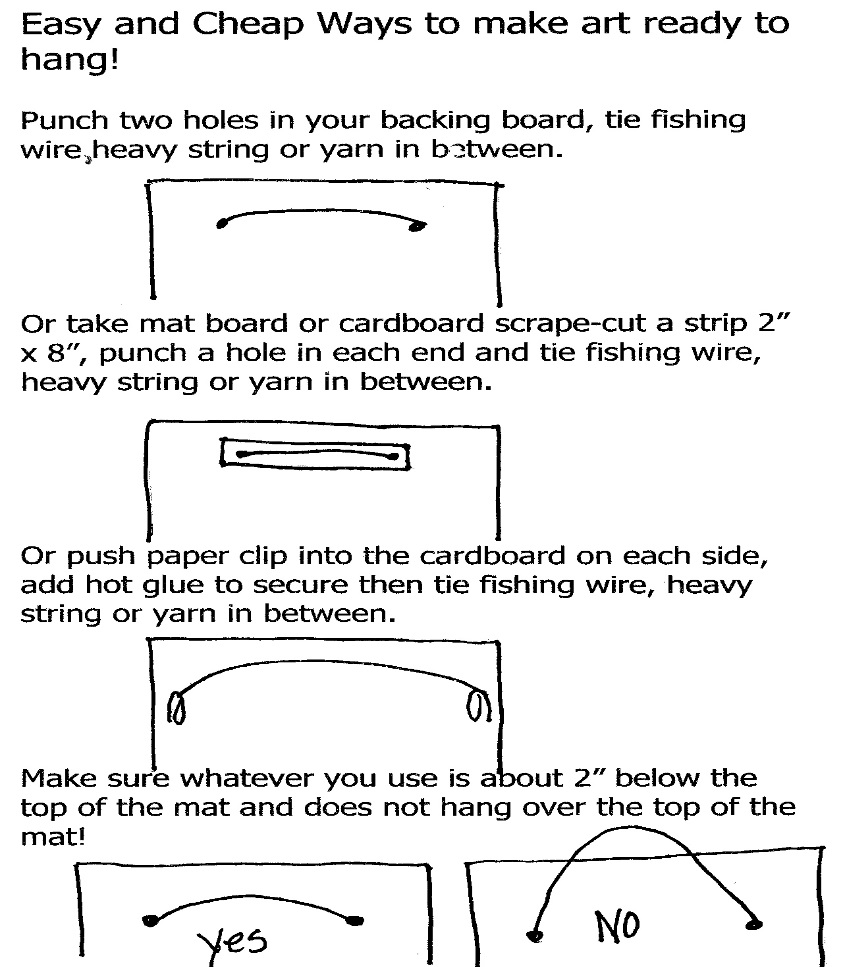 Easy and Cheap Ways to make art ready to
hang!
Punch two holes in your backing board, tie fishing
wire,heavy string or yarn in between.
Or take mat board or cardboard scrape-cut a strip 2”
x 8”, punch a hole in each end and tie fishing wire,
heavy string or yarn in between.
Or push paper clip into the cardboard on each side,
add hot glue to secure then tie fishing wire, heavy
string or yarn in between.
Make sure whatever you use is about 2” below the
top of the mat and does not hang over the top of the
mat!
yes
NO